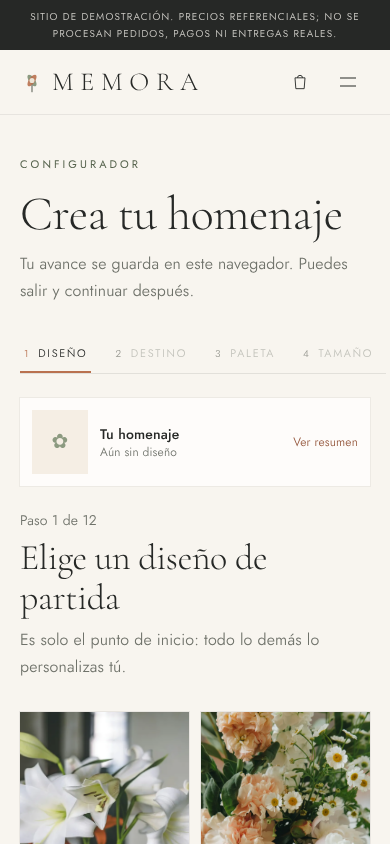 SITIO DE DEMOSTRACIÓN. PRECIOS REFERENCIALES; NO SE
PROCESAN PEDIDOS, PAGOS NI ENTREGAS REALES.
MEMORA
CONFIGURADOR
Crea tu homenaje
Tu avance se guarda en este navegador. Puedes
salir y continuar después.
1 DISEÑO 2 DESTINO 3 PALETA 4 TAMAÑO
Tu homenaje
Aún sin diseño
Ver resumen
Paso 1 de 12
Elige un diseño de
partida
Es solo el punto de inicio: todo lo demás lo
personalizas tú.